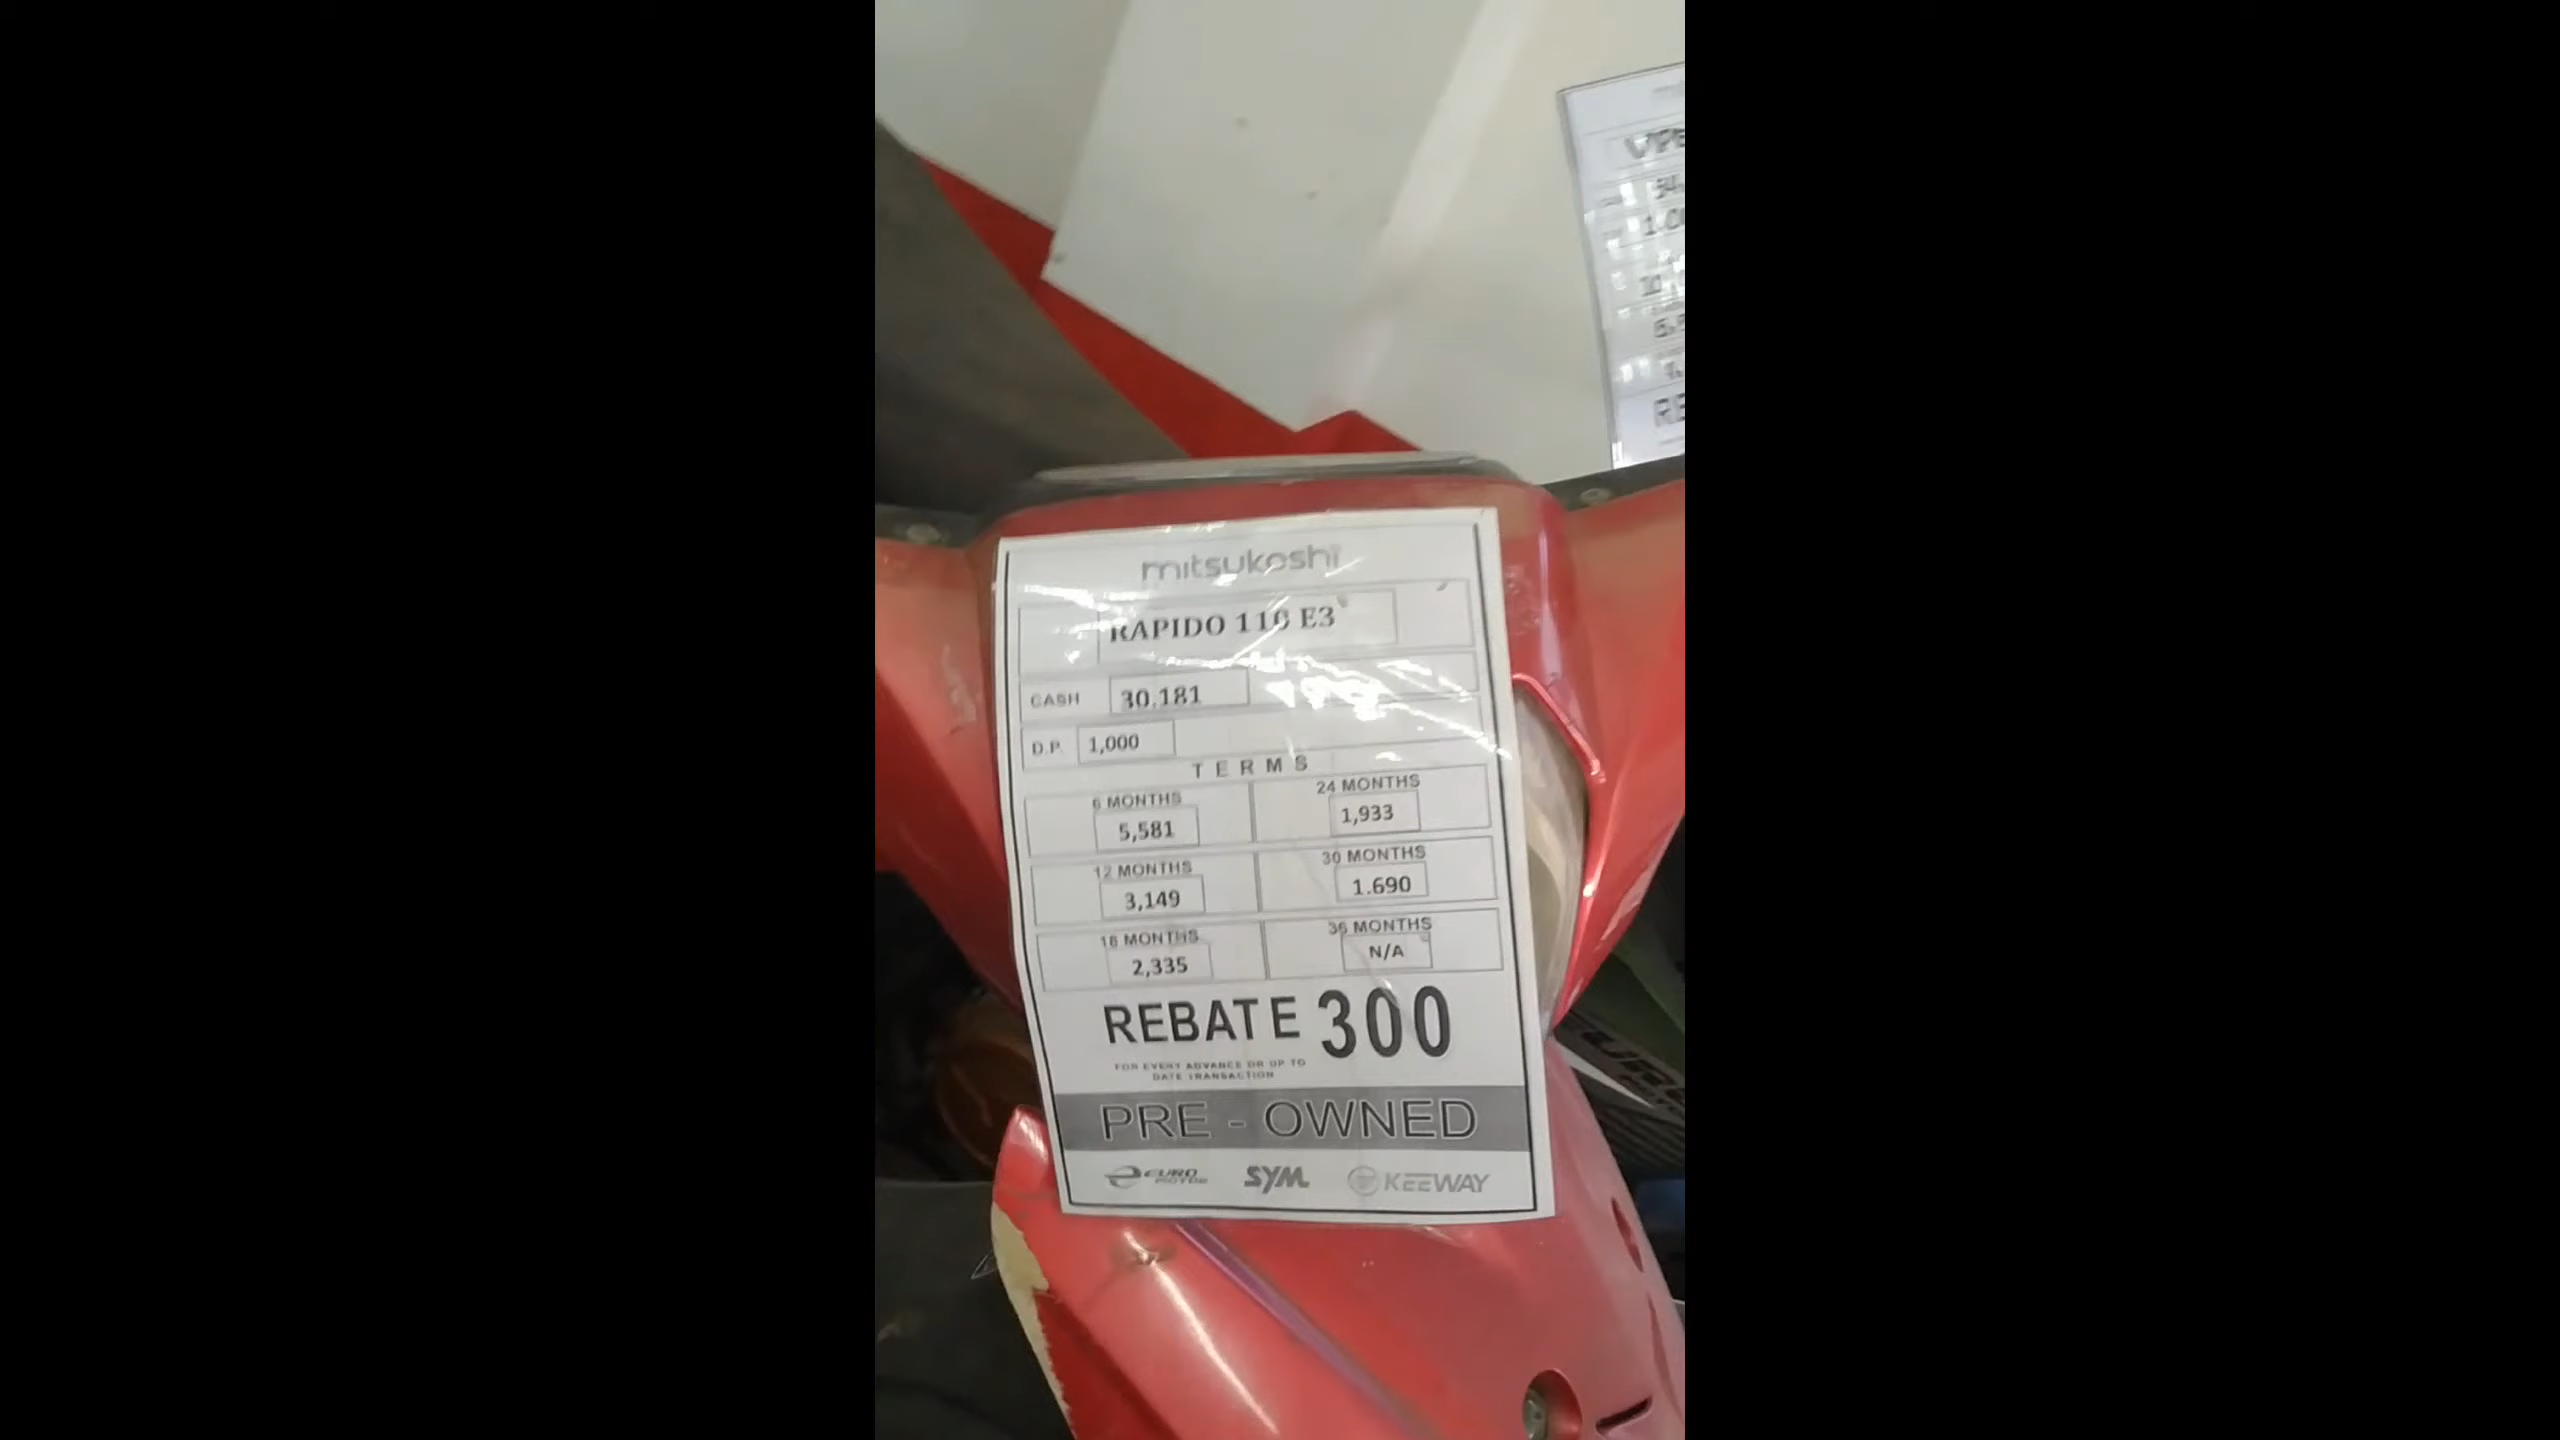 mitsukoshi
RAPIDO 110 E3
CASH 30,181
D.P. 1,000
TERMS
6 MONTHS 24 MONTHS
5,581 1,933
12 MONTHS 30 MONTHS
3,149 1.690
18 MONTHS 36 MONTHS
2,335 N/A
REBATE 300
FOR EVERY ADVANCE OR UP TO
DATE TRANSACTION
PRE - OWNED
EURO MOTOR SYM KEEWAY